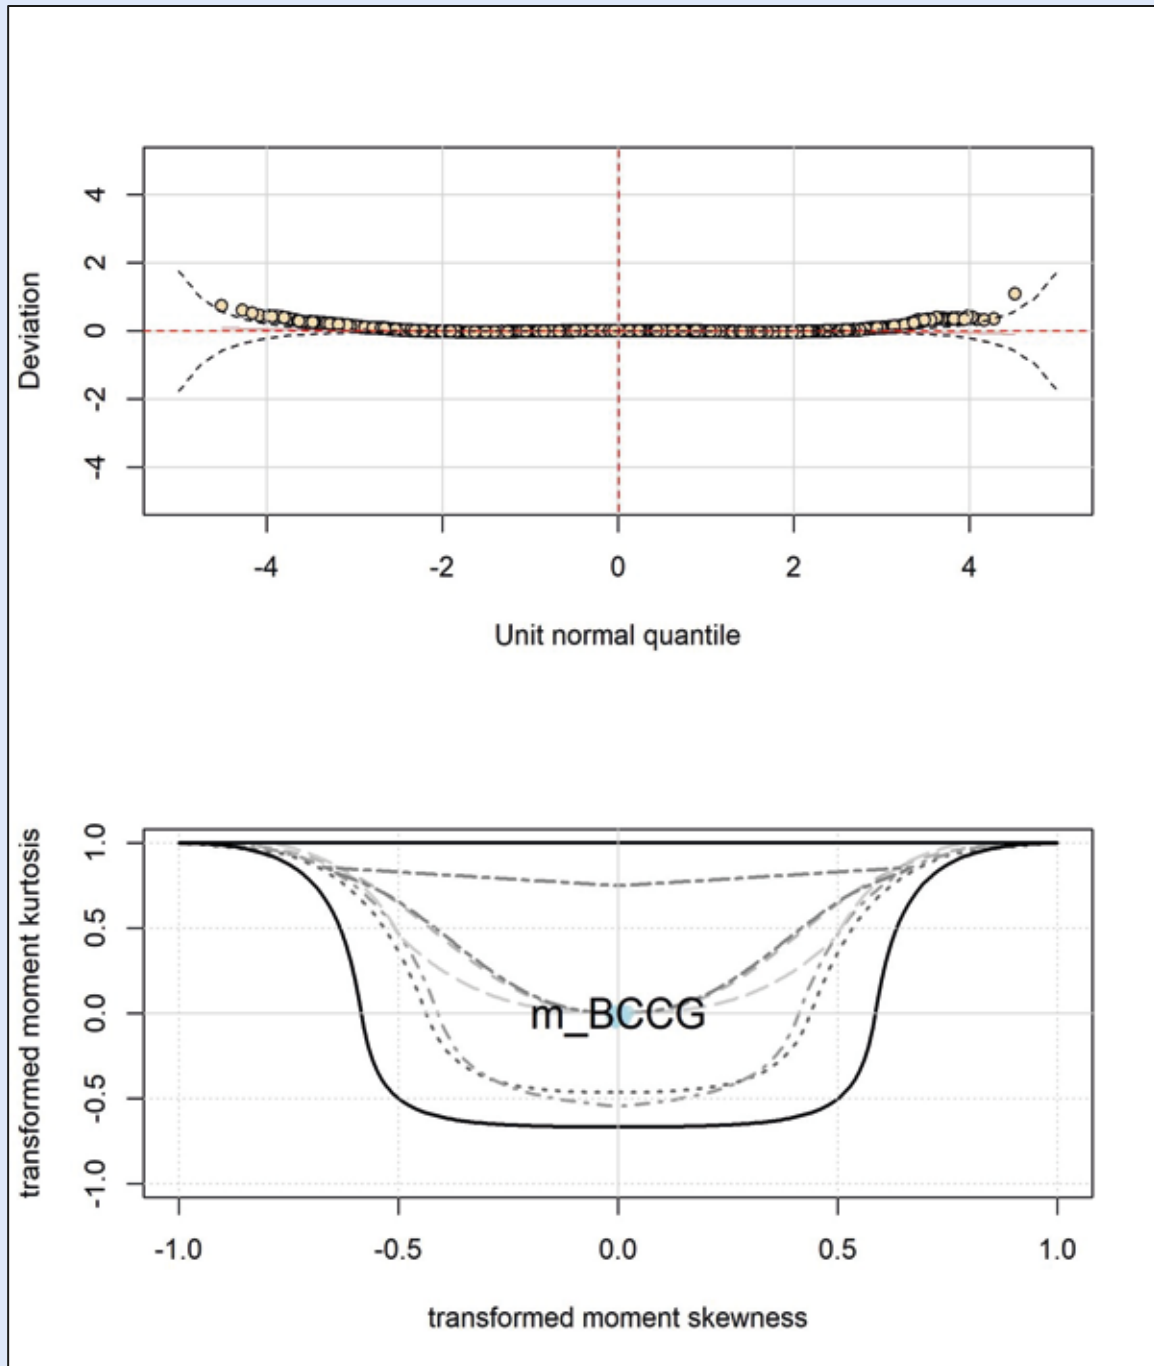 4
2
0
-2
-4
Deviation
-4 -2 0 2 4
Unit normal quantile
1.0
0.5
0.0
-0.5
-1.0
transformed moment kurtosis
m_BCCG
-1.0 -0.5 0.0 0.5 1.0
transformed moment skewness